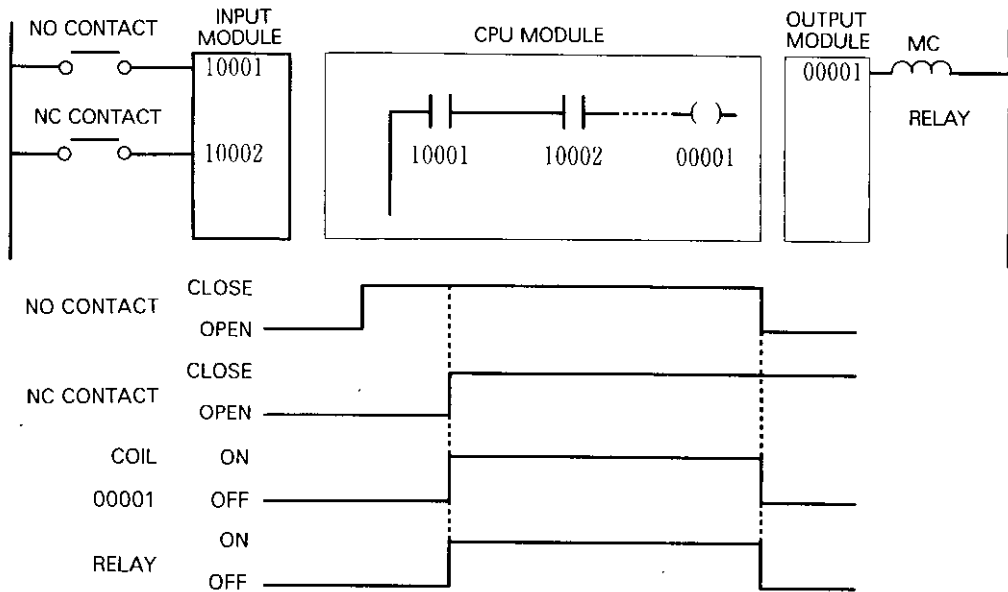 NO CONTACT
INPUT
MODULE
CPU MODULE
OUTPUT
MODULE
MC
10001
00001
NC CONTACT
RELAY
10002
10001
10002
00001
NO CONTACT
CLOSE
OPEN
NC CONTACT
CLOSE
OPEN
COIL
ON
00001
OFF
RELAY
ON
OFF